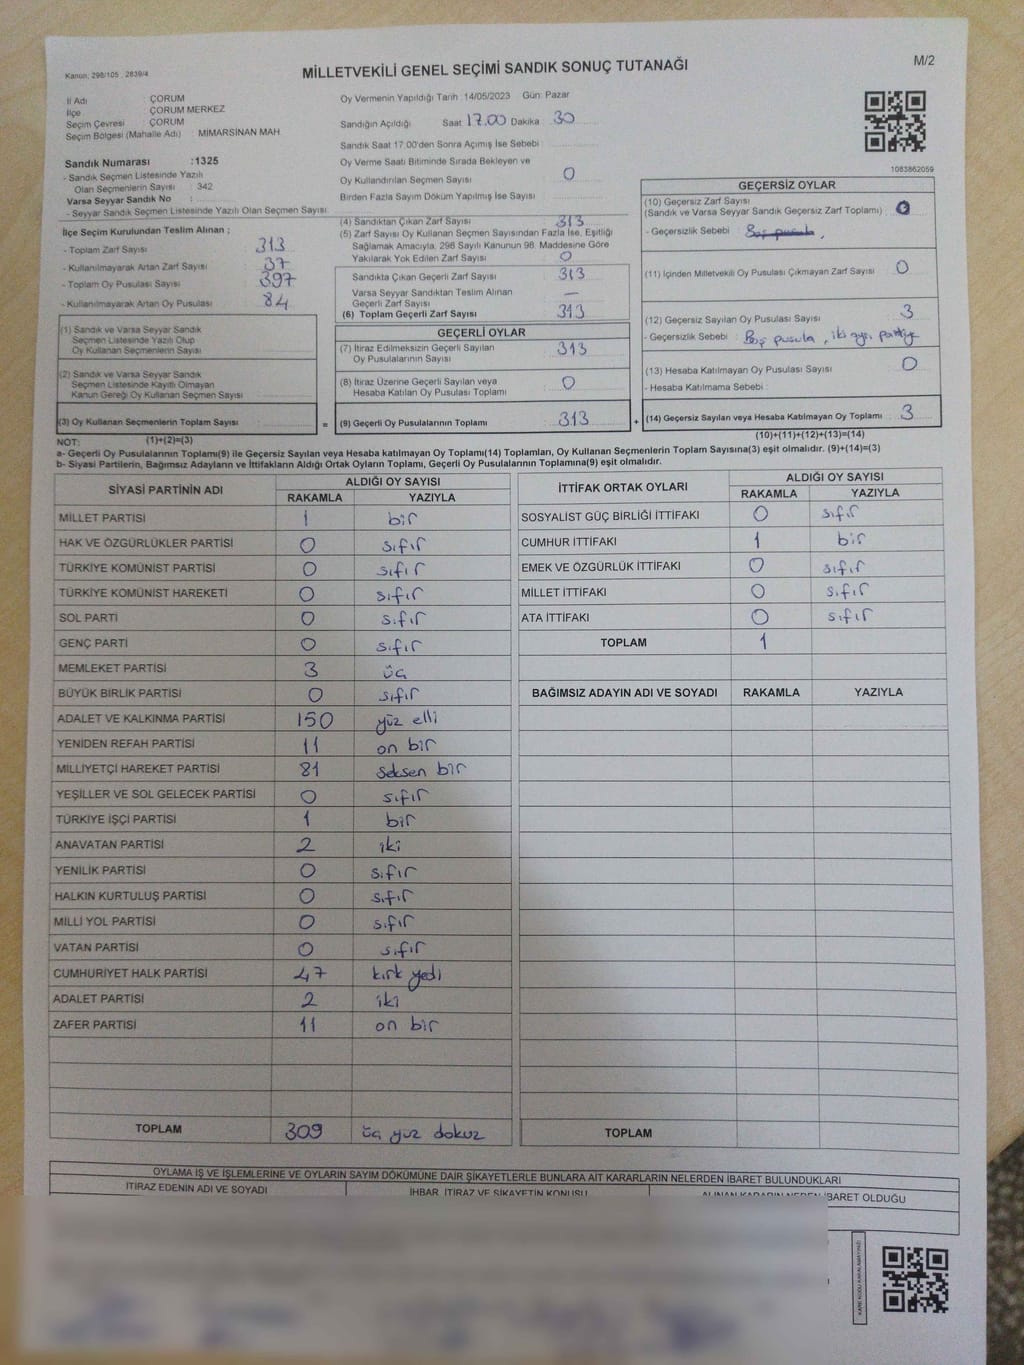 Kanun, 298/105 , 2839/4
MİLLETVEKİLİ GENEL SEÇİMİ SANDIK SONUÇ TUTANAĞI
M/2
İl Adı : ÇORUM
İlçe : ÇORUM MERKEZ
Seçim Çevresi : ÇORUM
Seçim Bölgesi (Mahalle Adı) : MİMARSİNAN MAH
Sandık Numarası :1325
- Sandık Seçmen Listesinde Yazılı
Olan Seçmenlerin Sayısı : 342
Varsa Seyyar Sandık No :
- Seyyar Sandık Seçmen Listesinde Yazılı Olan Seçmen Sayısı:
İlçe Seçim Kurulundan Teslim Alınan ;
- Toplam Zarf Sayısı : 313
- Kullanılmayarak Artan Zarf Sayısı : 37
- Toplam Oy Pusulası Sayısı : 397
- Kullanılmayarak Artan Oy Pusulası : 84
(1) Sandık ve Varsa Seyyar Sandık
Seçmen Listesinde Yazılı Olup
Oy Kullanan Seçmenlerin Sayısı :
(2) Sandık ve Varsa Seyyar Sandık
Seçmen Listesinde Kayıtlı Olmayan
Kanun Gereği Oy Kullanan Seçmen Sayısı :
(3) Oy Kullanan Seçmenlerin Toplam Sayısı :
Oy Vermenin Yapıldığı Tarih :14/05/2023 Gün: Pazar
Sandığın Açıldığı Saat 17.00 Dakika 30
Sandık Saat 17.00'den Sonra Açımış İse Sebebi :
Oy Verme Saati Bitiminde Sırada Bekleyen ve
Oy Kullandırılan Seçmen Sayısı : 0
Birden Fazla Sayım Döküm Yapılmış İse Sayısı :
(4) Sandıktan Çıkan Zarf Sayısı : 313
(5) Zarf Sayısı Oy Kullanan Seçmen Sayısından Fazla İse, Eşitliği
Sağlamak Amacıyla, 298 Sayılı Kanunun 98. Maddesine Göre
Yakılarak Yok Edilen Zarf Sayısı : 0
Sandıkta Çıkan Geçerli Zarf Sayısı : 313
Varsa Seyyar Sandıktan Teslim Alınan
Geçerli Zarf Sayısı : —
(6) Toplam Geçerli Zarf Sayısı : 313
GEÇERLİ OYLAR
(7) İtiraz Edilmeksizin Geçerli Sayılan
Oy Pusulalarının Sayısı : 313
(8) İtiraz Üzerine Geçerli Sayılan veya
Hesaba Katılan Oy Pusulası Toplamı : 0
= (9) Geçerli Oy Pusulalarının Toplamı : 313 +
1083862059
GEÇERSİZ OYLAR
(10) Geçersiz Zarf Sayısı
(Sandık ve Varsa Seyyar Sandık Geçersiz Zarf Toplamı) : 0
- Geçersizlik Sebebi : Boş pusula,
(11) İçinden Milletvekili Oy Pusulası Çıkmayan Zarf Sayısı : 0
(12) Geçersiz Sayılan Oy Pusulası Sayısı : 3
- Geçersizlik Sebebi : Boş pusula, iki ayrı partiye
(13) Hesaba Katılmayan Oy Pusulası Sayısı : 0
- Hesaba Katılmama Sebebi :
(14) Geçersiz Sayılan veya Hesaba Katılmayan Oy Toplamı : 3
NOT: (1)+(2)=(3) (10)+(11)+(12)+(13)=(14)
a- Geçerli Oy Pusulalarının Toplamı(9) ile Geçersiz Sayılan veya Hesaba katılmayan Oy Toplamı(14) Toplamları, Oy Kullanan Seçmenlerin Toplam Sayısına(3) eşit olmalıdır. (9)+(14)=(3)
b- Siyasi Partilerin, Bağımsız Adayların ve İttifakların Aldığı Ortak Oyların Toplamı, Geçerli Oy Pusulalarının Toplamına(9) eşit olmalıdır.
SİYASİ PARTİNİN ADI ALDIĞI OY SAYISI
RAKAMLA YAZIYLA
MİLLET PARTİSİ 1 bir
HAK VE ÖZGÜRLÜKLER PARTİSİ 0 sıfır
TÜRKİYE KOMÜNİST PARTİSİ 0 sıfır
TÜRKİYE KOMÜNİST HAREKETİ 0 sıfır
SOL PARTİ 0 sıfır
GENÇ PARTİ 0 sıfır
MEMLEKET PARTİSİ 3 üç
BÜYÜK BİRLİK PARTİSİ 0 sıfır
ADALET VE KALKINMA PARTİSİ 150 yüz elli
YENİDEN REFAH PARTİSİ 11 on bir
MİLLİYETÇİ HAREKET PARTİSİ 81 seksen bir
YEŞİLLER VE SOL GELECEK PARTİSİ 0 sıfır
TÜRKİYE İŞÇİ PARTİSİ 1 bir
ANAVATAN PARTİSİ 2 iki
YENİLİK PARTİSİ 0 sıfır
HALKIN KURTULUŞ PARTİSİ 0 sıfır
MİLLİ YOL PARTİSİ 0 sıfır
VATAN PARTİSİ 0 sıfır
CUMHURİYET HALK PARTİSİ 47 kırk yedi
ADALET PARTİSİ 2 iki
ZAFER PARTİSİ 11 on bir
TOPLAM 309 üç yüz dokuz
İTTİFAK ORTAK OYLARI ALDIĞI OY SAYISI
RAKAMLA YAZIYLA
SOSYALİST GÜÇ BİRLİĞİ İTTİFAKI 0 sıfır
CUMHUR İTTİFAKI 1 bir
EMEK VE ÖZGÜRLÜK İTTİFAKI 0 sıfır
MİLLET İTTİFAKI 0 sıfır
ATA İTTİFAKI 0 sıfır
TOPLAM 1
BAĞIMSIZ ADAYIN ADI VE SOYADI RAKAMLA YAZIYLA
TOPLAM
OYLAMA İŞ VE İŞLEMLERİNE VE OYLARIN SAYIM DÖKÜMÜNE DAİR ŞİKAYETLERLE BUNLARA AİT KARARLARIN NELERDEN İBARET BULUNDUKLARI
İTİRAZ EDENİN ADI VE SOYADI İHBAR, İTİRAZ VE ŞİKAYETİN KONUSU ALINAN KARARIN NEDEN İBARET OLDUĞU